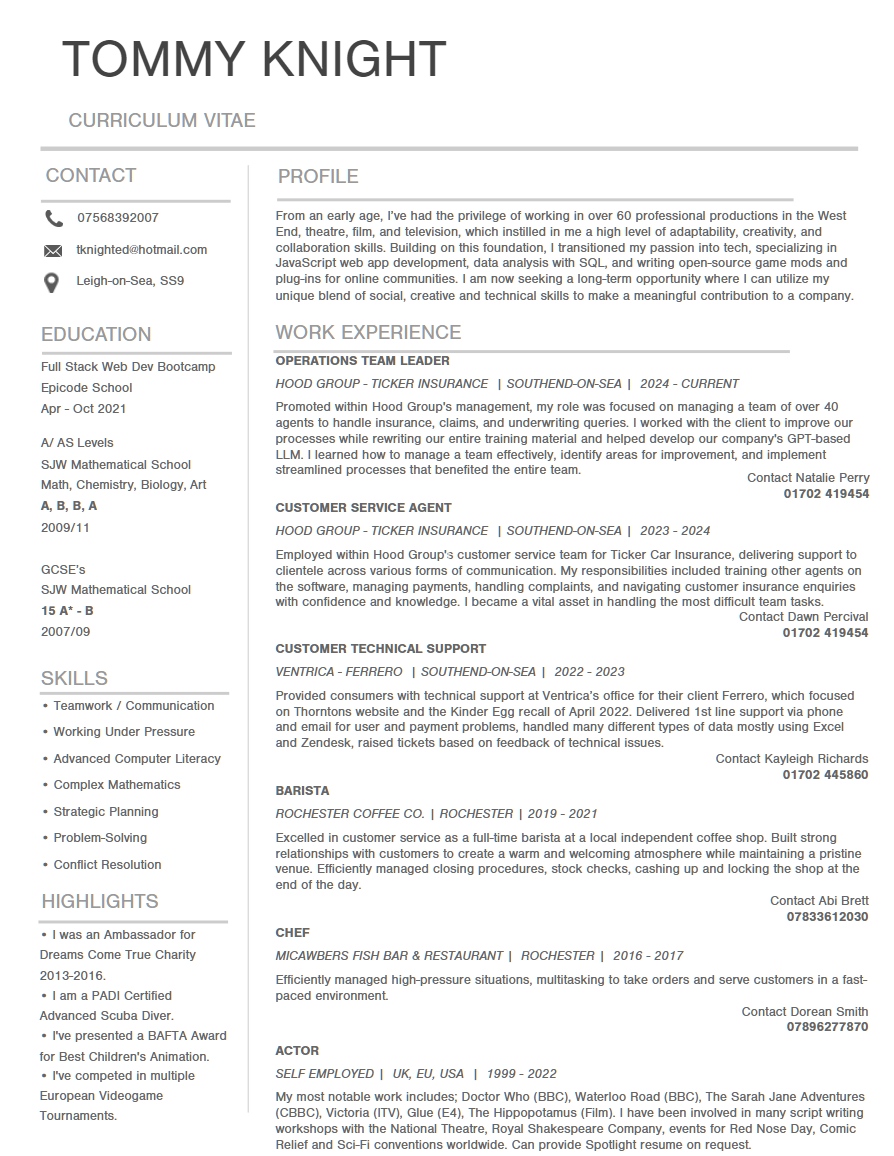 TOMMY KNIGHT
CURRICULUM VITAE
CONTACT
07568392007
tknighted@hotmail.com
Leigh-on-Sea, SS9
EDUCATION
Full Stack Web Dev Bootcamp
Epicode School
Apr - Oct 2021
A/ AS Levels
SJW Mathematical School
Math, Chemistry, Biology, Art
A, B, B, A
2009/11
GCSE's
SJW Mathematical School
15 A* - B
2007/09
SKILLS
• Teamwork / Communication
• Working Under Pressure
• Advanced Computer Literacy
• Complex Mathematics
• Strategic Planning
• Problem-Solving
• Conflict Resolution
HIGHLIGHTS
• I was an Ambassador for
Dreams Come True Charity
2013-2016.
• I am a PADI Certified
Advanced Scuba Diver.
• I've presented a BAFTA Award
for Best Children's Animation.
• I've competed in multiple
European Videogame
Tournaments.
PROFILE
From an early age, I've had the privilege of working in over 60 professional productions in the West
End, theatre, film, and television, which instilled in me a high level of adaptability, creativity, and
collaboration skills. Building on this foundation, I transitioned my passion into tech, specializing in
JavaScript web app development, data analysis with SQL, and writing open-source game mods and
plug-ins for online communities. I am now seeking a long-term opportunity where I can utilize my
unique blend of social, creative and technical skills to make a meaningful contribution to a company.
WORK EXPERIENCE
OPERATIONS TEAM LEADER
HOOD GROUP - TICKER INSURANCE | SOUTHEND-ON-SEA | 2024 - CURRENT
Promoted within Hood Group's management, my role was focused on managing a team of over 40
agents to handle insurance, claims, and underwriting queries. I worked with the client to improve our
processes while rewriting our entire training material and helped develop our company's GPT-based
LLM. I learned how to manage a team effectively, identify areas for improvement, and implement
streamlined processes that benefited the entire team.
Contact Natalie Perry
01702 419454
CUSTOMER SERVICE AGENT
HOOD GROUP - TICKER INSURANCE | SOUTHEND-ON-SEA | 2023 - 2024
Employed within Hood Group's customer service team for Ticker Car Insurance, delivering support to
clientele across various forms of communication. My responsibilities included training other agents on
the software, managing payments, handling complaints, and navigating customer insurance enquiries
with confidence and knowledge. I became a vital asset in handling the most difficult team tasks.
Contact Dawn Percival
01702 419454
CUSTOMER TECHNICAL SUPPORT
VENTRICA - FERRERO | SOUTHEND-ON-SEA | 2022 - 2023
Provided consumers with technical support at Ventrica's office for their client Ferrero, which focused
on Thorntons website and the Kinder Egg recall of April 2022. Delivered 1st line support via phone
and email for user and payment problems, handled many different types of data mostly using Excel
and Zendesk, raised tickets based on feedback of technical issues.
Contact Kayleigh Richards
01702 445860
BARISTA
ROCHESTER COFFEE CO. | ROCHESTER | 2019 - 2021
Excelled in customer service as a full-time barista at a local independent coffee shop. Built strong
relationships with customers to create a warm and welcoming atmosphere while maintaining a pristine
venue. Efficiently managed closing procedures, stock checks, cashing up and locking the shop at the
end of the day.
Contact Abi Brett
07833612030
CHEF
MICAWBERS FISH BAR & RESTAURANT | ROCHESTER | 2016 - 2017
Efficiently managed high-pressure situations, multitasking to take orders and serve customers in a fast-
paced environment.
Contact Dorean Smith
07896277870
ACTOR
SELF EMPLOYED | UK, EU, USA | 1999 - 2022
My most notable work includes; Doctor Who (BBC), Waterloo Road (BBC), The Sarah Jane Adventures
(CBBC), Victoria (ITV), Glue (E4), The Hippopotamus (Film). I have been involved in many script writing
workshops with the National Theatre, Royal Shakespeare Company, events for Red Nose Day, Comic
Relief and Sci-Fi conventions worldwide. Can provide Spotlight resume on request.